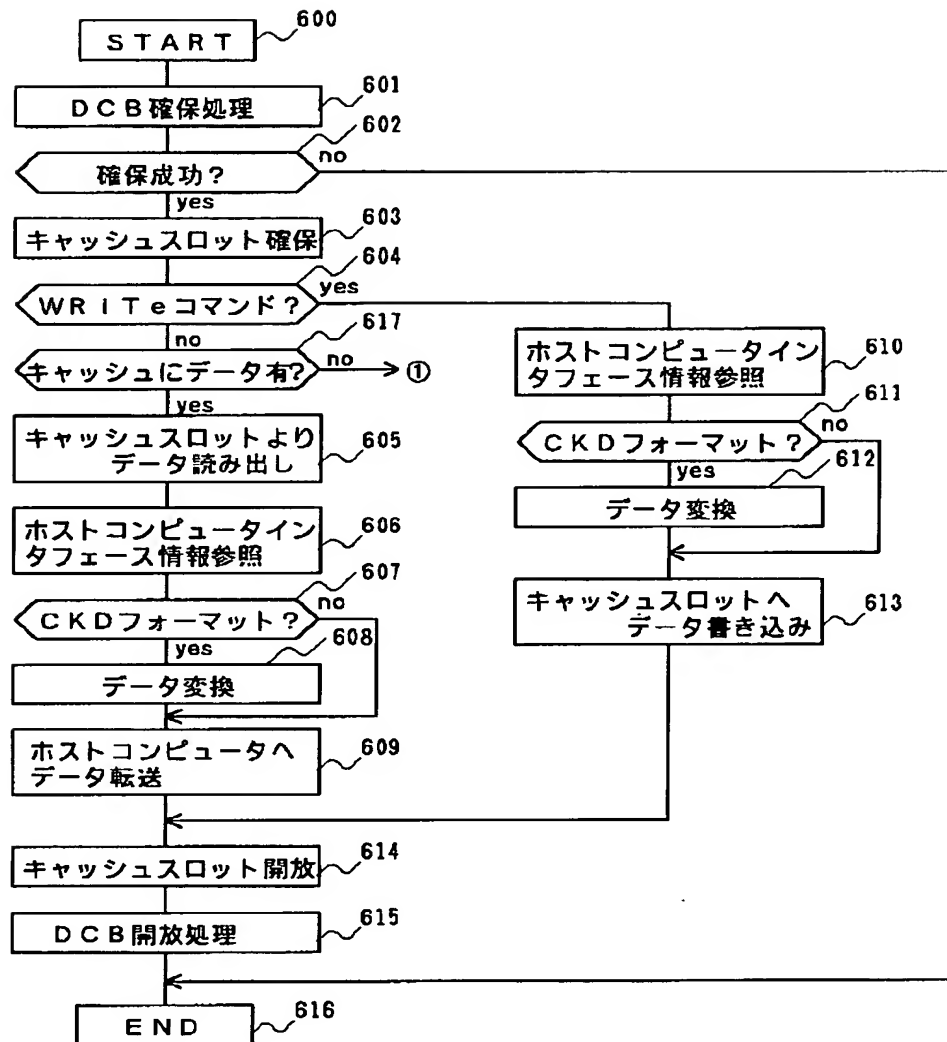 600
START
601
DCB確保処理
602
確保成功?
no
yes
603
キャッシュスロット確保
604
WRITeコマンド?
yes
no
617
キャッシュにデータ有?
no
①
yes
キャッシュスロットより
データ読み出し
605
ホストコンピュータイン
タフェース情報参照
606
607
CKDフォーマット?
no
yes
608
データ変換
ホストコンピュータへ
データ転送
609
ホストコンピュータイン
タフェース情報参照
610
611
CKDフォーマット?
no
yes
612
データ変換
キャッシュスロットへ
データ書き込み
613
キャッシュスロット開放
614
DCB開放処理
615
END
616